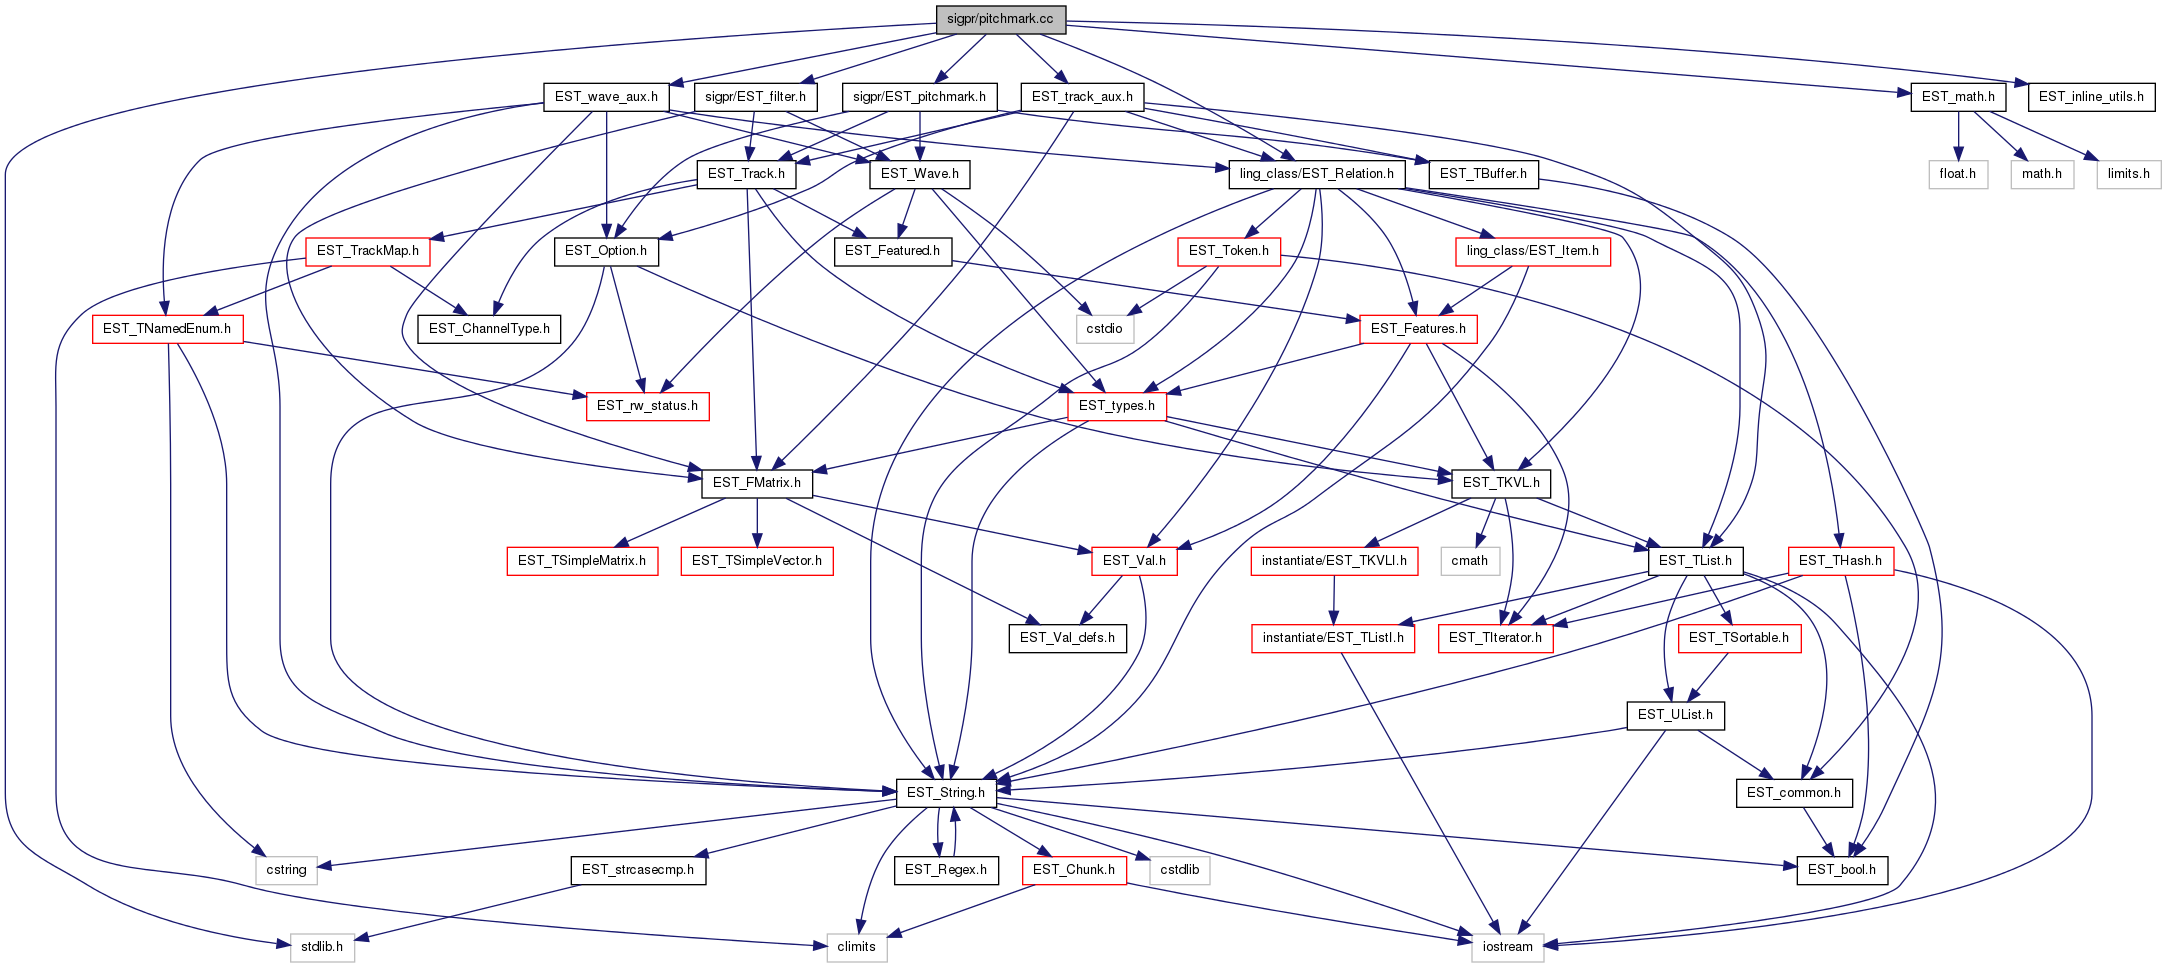 sigpr/pitchmark.cc
EST_wave_aux.h
sigpr/EST_filter.h
sigpr/EST_pitchmark.h
EST_track_aux.h
EST_math.h
EST_inline_utils.h
EST_Track.h
EST_Wave.h
ling_class/EST_Relation.h
EST_TBuffer.h
float.h
math.h
limits.h
EST_TrackMap.h
EST_Option.h
EST_Featured.h
EST_Token.h
ling_class/EST_Item.h
EST_TNamedEnum.h
EST_ChannelType.h
cstdio
EST_Features.h
EST_rw_status.h
EST_types.h
EST_FMatrix.h
EST_TKVL.h
EST_TSimpleMatrix.h
EST_TSimpleVector.h
EST_Val.h
instantiate/EST_TKVLI.h
cmath
EST_TList.h
EST_THash.h
EST_Val_defs.h
instantiate/EST_TListI.h
EST_TIterator.h
EST_TSortable.h
EST_UList.h
EST_String.h
EST_common.h
cstring
EST_strcasecmp.h
EST_Regex.h
EST_Chunk.h
cstdlib
EST_bool.h
stdlib.h
climits
iostream